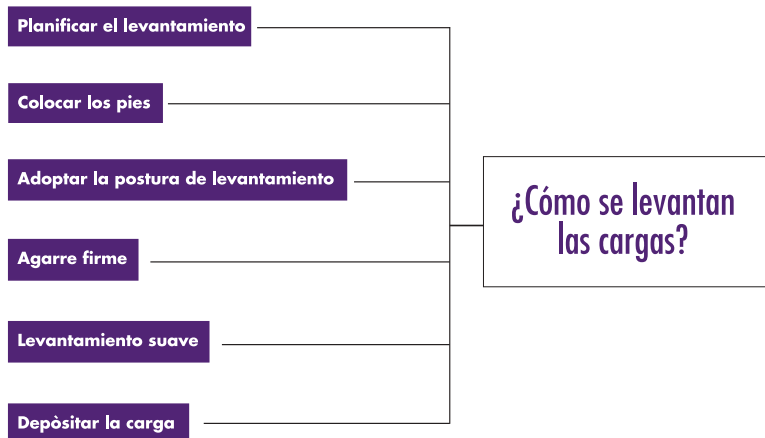 Planificar el levantamiento
Colocar los pies
Adoptar la postura de levantamiento
Agarre firme
Levantamiento suave
Depòsitar la carga
¿Cómo se levantan
las cargas?